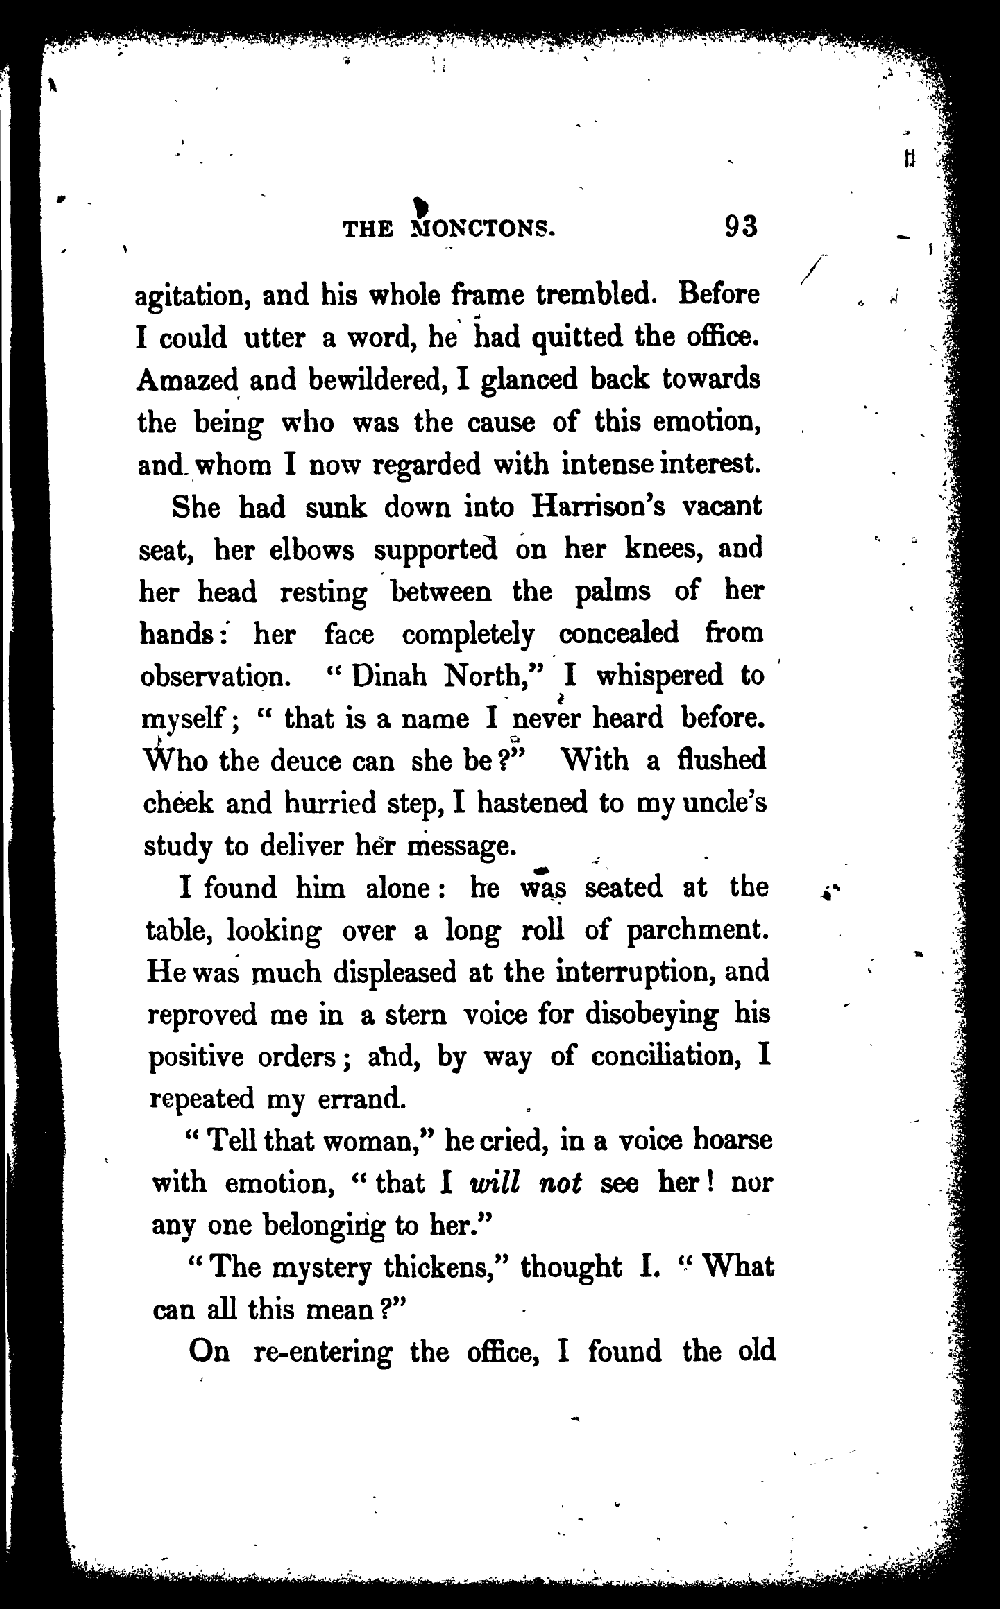 THE MONCTONS. 93
agitation, and his whole frame trembled. Before
I could utter a word, he had quitted the office.
Amazed and bewildered, I glanced back towards
the being who was the cause of this emotion,
and whom I now regarded with intense interest.
She had sunk down into Harrison's vacant
seat, her elbows supported on her knees, and
her head resting between the palms of her
hands: her face completely concealed from
observation. "Dinah North," I whispered to
myself; "that is a name I never heard before.
Who the deuce can she be?" With a flushed
cheek and hurried step, I hastened to my uncle's
study to deliver her message.
I found him alone: he was seated at the
table, looking over a long roll of parchment.
He was much displeased at the interruption, and
reproved me in a stern voice for disobeying his
positive orders; and, by way of conciliation, I
repeated my errand.
"Tell that woman," he cried, in a voice hoarse
with emotion, "that I will not see her! nor
any one belonging to her."
"The mystery thickens," thought I. "What
can all this mean?"
On re-entering the office, I found the old